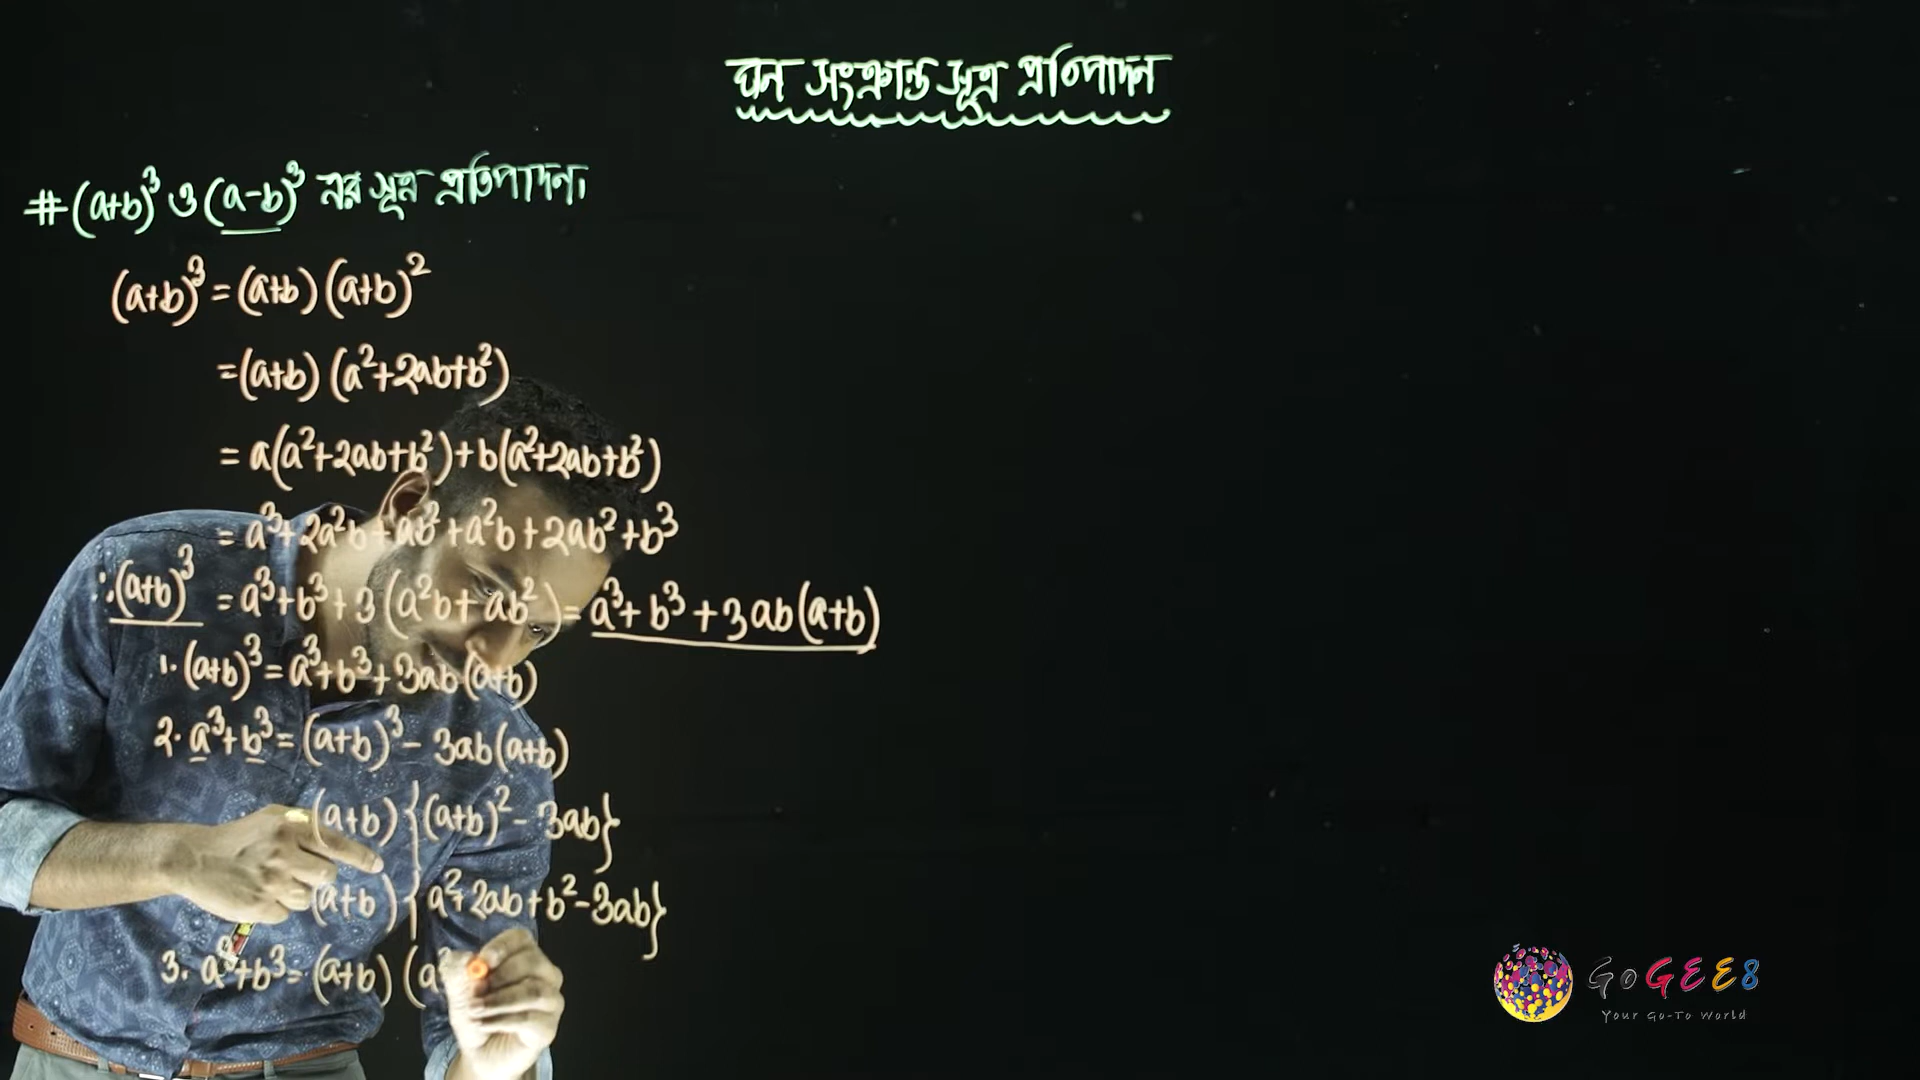 ঘন সংক্রান্ত সূত্র প্রতিপাদন
# (a+b)³ ও (a-b)³ এর সূত্র প্রতিপাদন।
(a+b)³ = (a+b) (a+b)²
= (a+b) (a²+2ab+b²)
= a(a²+2ab+b²)+b(a²+2ab+b²)
= a³+2a²b+ab²+a²b+2ab²+b³
∴(a+b)³ = a³+b³+3(a²b+ab²) = a³+b³+3ab(a+b)
1. (a+b)³ = a³+b³+3ab(a+b)
2. a³+b³ = (a+b)³ - 3ab(a+b)
(a+b) {(a+b)² - 3ab}
(a+b) {a²+2ab+b²-3ab}
3. a³+b³ = (a+b) (a²
GoGEE8
Your Go-To World